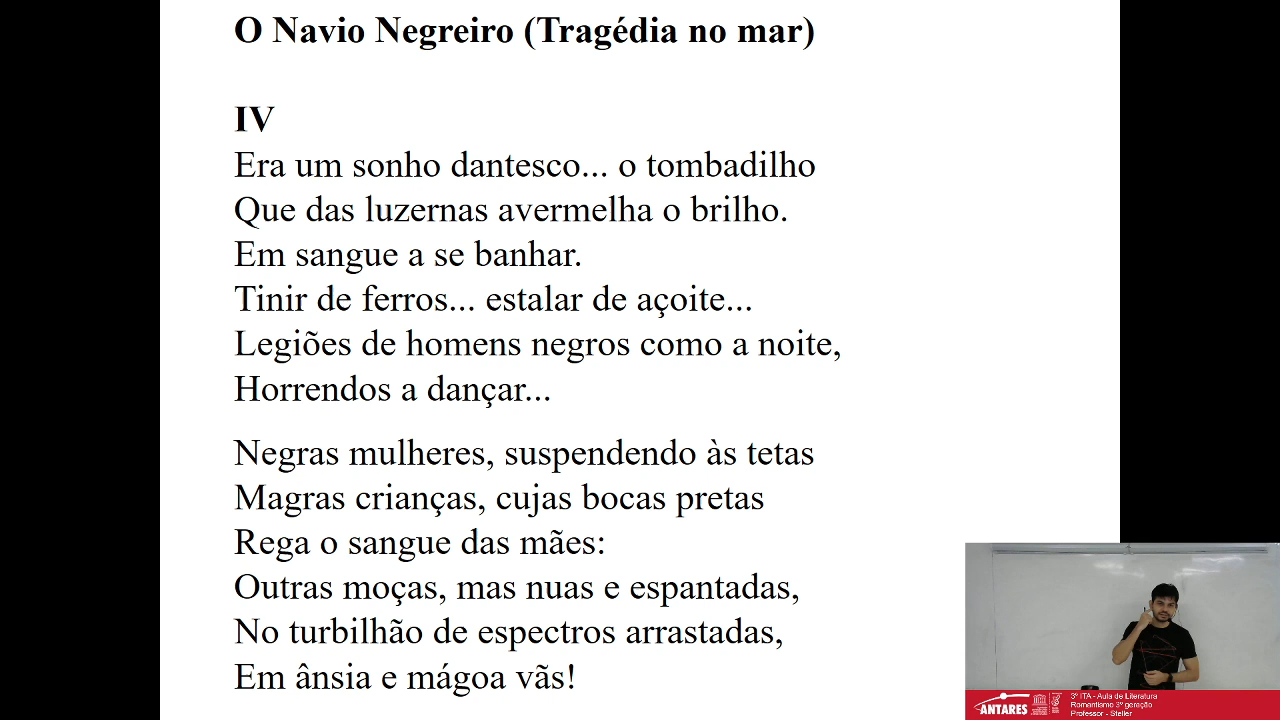 O Navio Negreiro (Tragédia no mar)
IV
Era um sonho dantesco... o tombadilho
Que das luzernas avermelha o brilho.
Em sangue a se banhar.
Tinir de ferros... estalar de açoite...
Legiões de homens negros como a noite,
Horrendos a dançar...
Negras mulheres, suspendendo às tetas
Magras crianças, cujas bocas pretas
Rega o sangue das mães:
Outras moças, mas nuas e espantadas,
No turbilhão de espectros arrastadas,
Em ânsia e mágoa vãs!
ANTARES
3º ITA - Aula de Literatura
Romantismo 3º geração
Professor - Steller